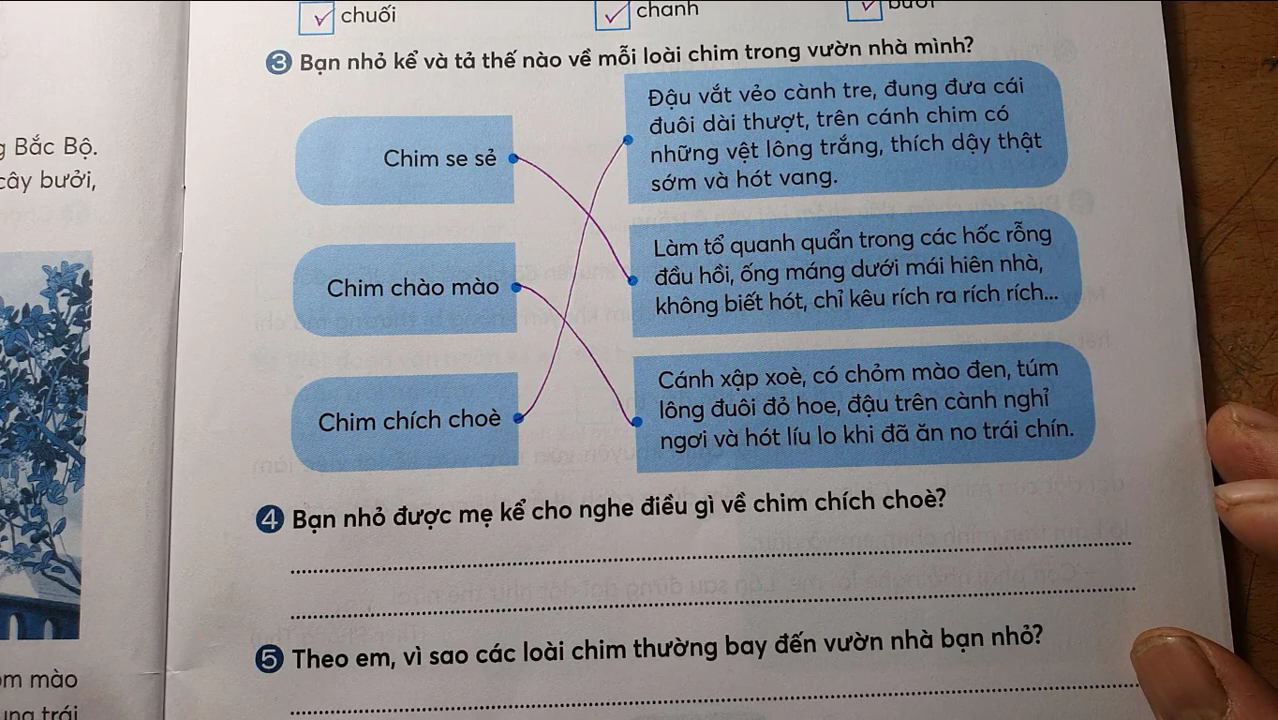 chuối
chanh
bưởi
3 Bạn nhỏ kể và tả thế nào về mỗi loài chim trong vườn nhà mình?
Chim se sẻ
Chim chào mào
Chim chích choè
Đậu vắt vẻo cành tre, đung đưa cái
đuôi dài thượt, trên cánh chim có
những vệt lông trắng, thích dậy thật
sớm và hót vang.
Làm tổ quanh quẩn trong các hốc rỗng
đầu hồi, ống máng dưới mái hiên nhà,
không biết hót, chỉ kêu rích ra rích rích...
Cánh xập xoè, có chỏm mào đen, túm
lông đuôi đỏ hoe, đậu trên cành nghỉ
ngơi và hót líu lo khi đã ăn no trái chín.
4 Bạn nhỏ được mẹ kể cho nghe điều gì về chim chích choè?
5 Theo em, vì sao các loài chim thường bay đến vườn nhà bạn nhỏ?
Bắc Bộ.
cây bưởi,
mào
trái